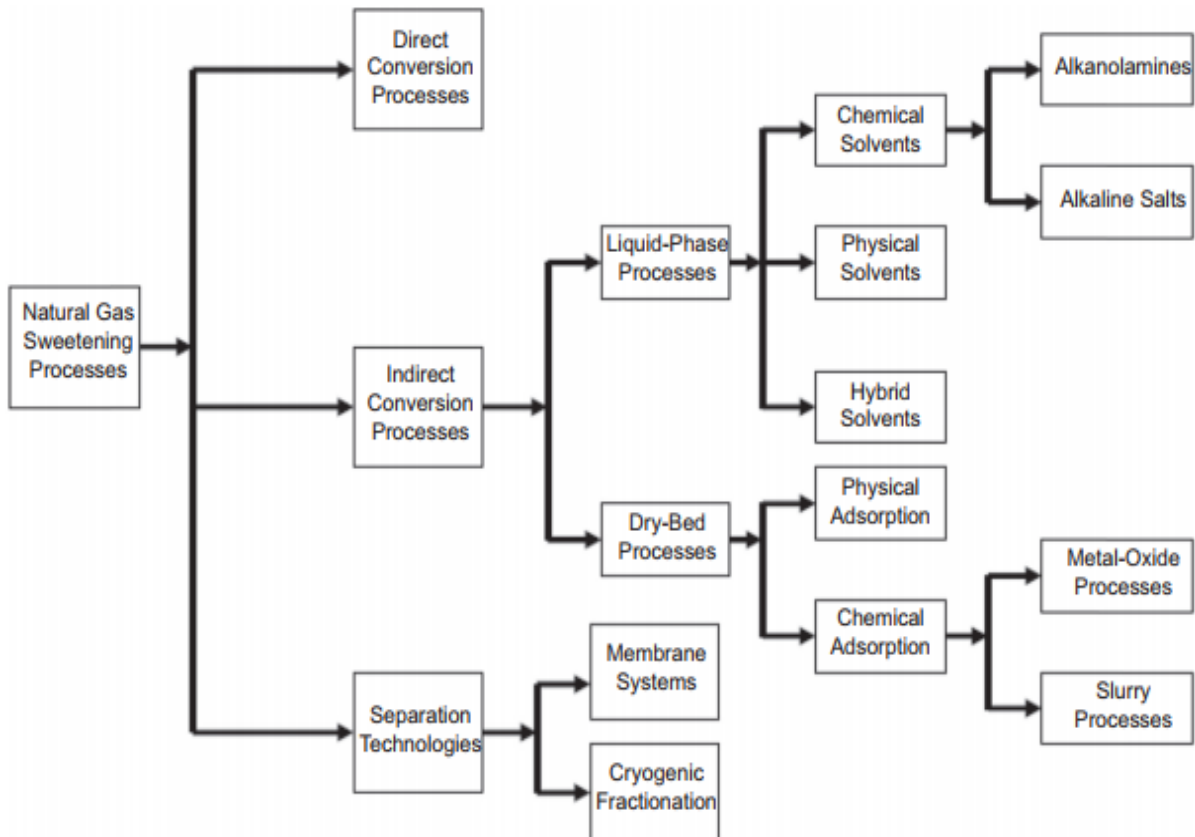 Natural Gas
Sweetening
Processes
Direct
Conversion
Processes
Indirect
Conversion
Processes
Separation
Technologies
Liquid-Phase
Processes
Dry-Bed
Processes
Membrane
Systems
Cryogenic
Fractionation
Chemical
Solvents
Physical
Solvents
Hybrid
Solvents
Physical
Adsorption
Chemical
Adsorption
Alkanolamines
Alkaline Salts
Metal-Oxide
Processes
Slurry
Processes